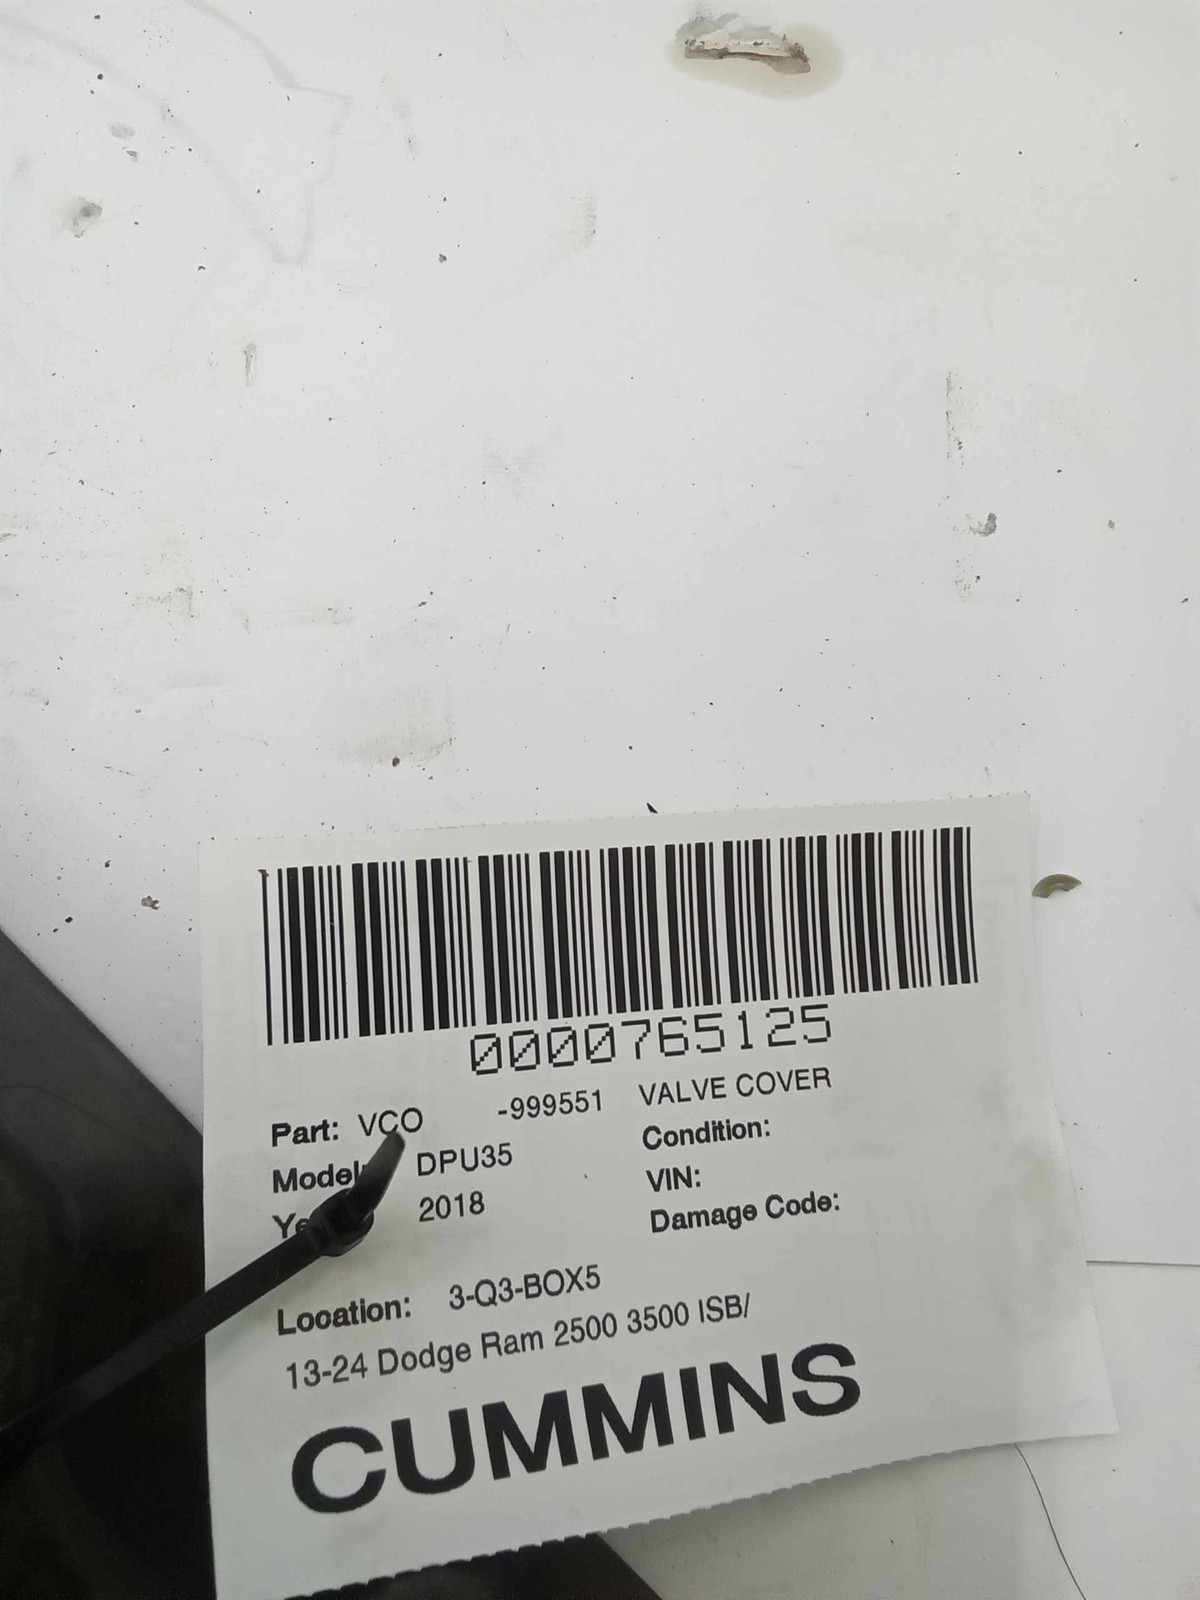 0000765125
Part: VCO -999551 VALVE COVER
Model: DPU35 Condition:
2018 VIN:
Damage Code:
Location: 3-Q3-BOX5
13-24 Dodge Ram 2500 3500 ISB/
CUMMINS